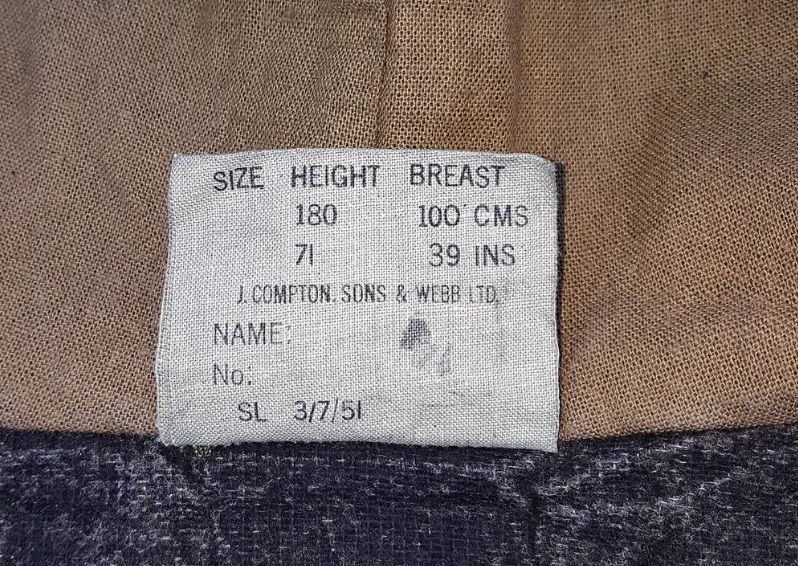 SIZE HEIGHT BREAST
180 100 CMS
71 39 INS
J. COMPTON. SONS & WEBB LTD.
NAME:
No:
SL 3/7/51